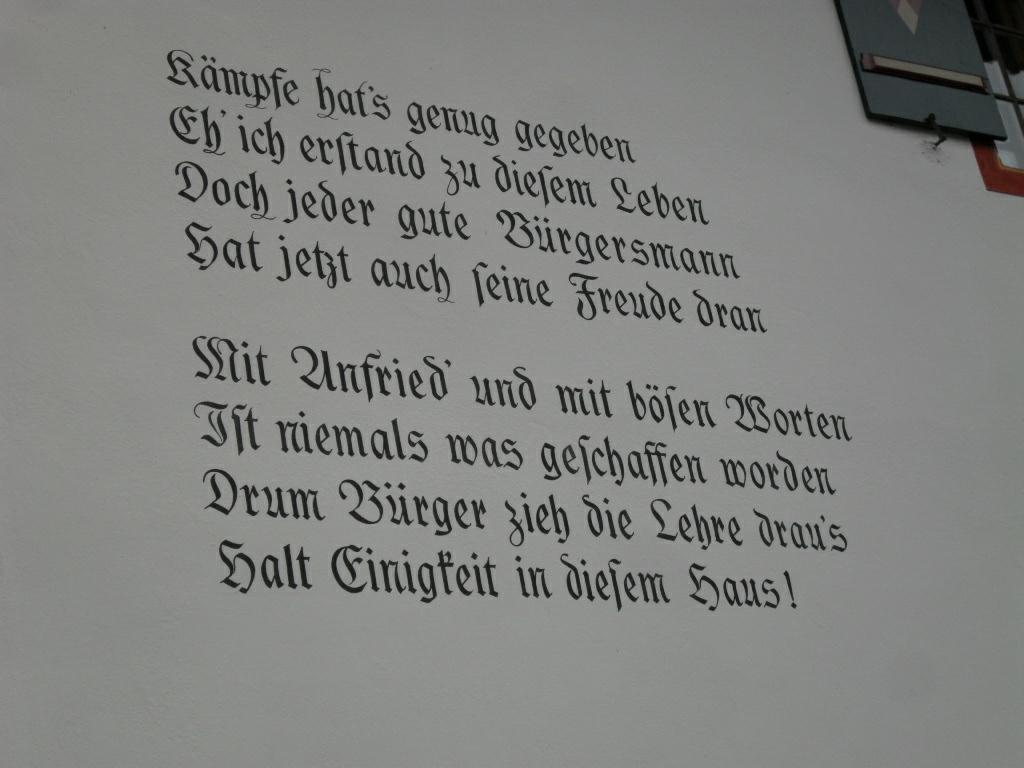 Kämpfe hat's genug gegeben
Eh' ich erſtand zu dieſem Leben
Doch jeder gute Bürgersmann
Hat jetzt auch ſeine Freude dran
Mit Unfried' und mit böſen Worten
Iſt niemals was geſchaffen worden
Drum Bürger zieh die Lehre drau's
Halt Einigkeit in dieſem Haus!